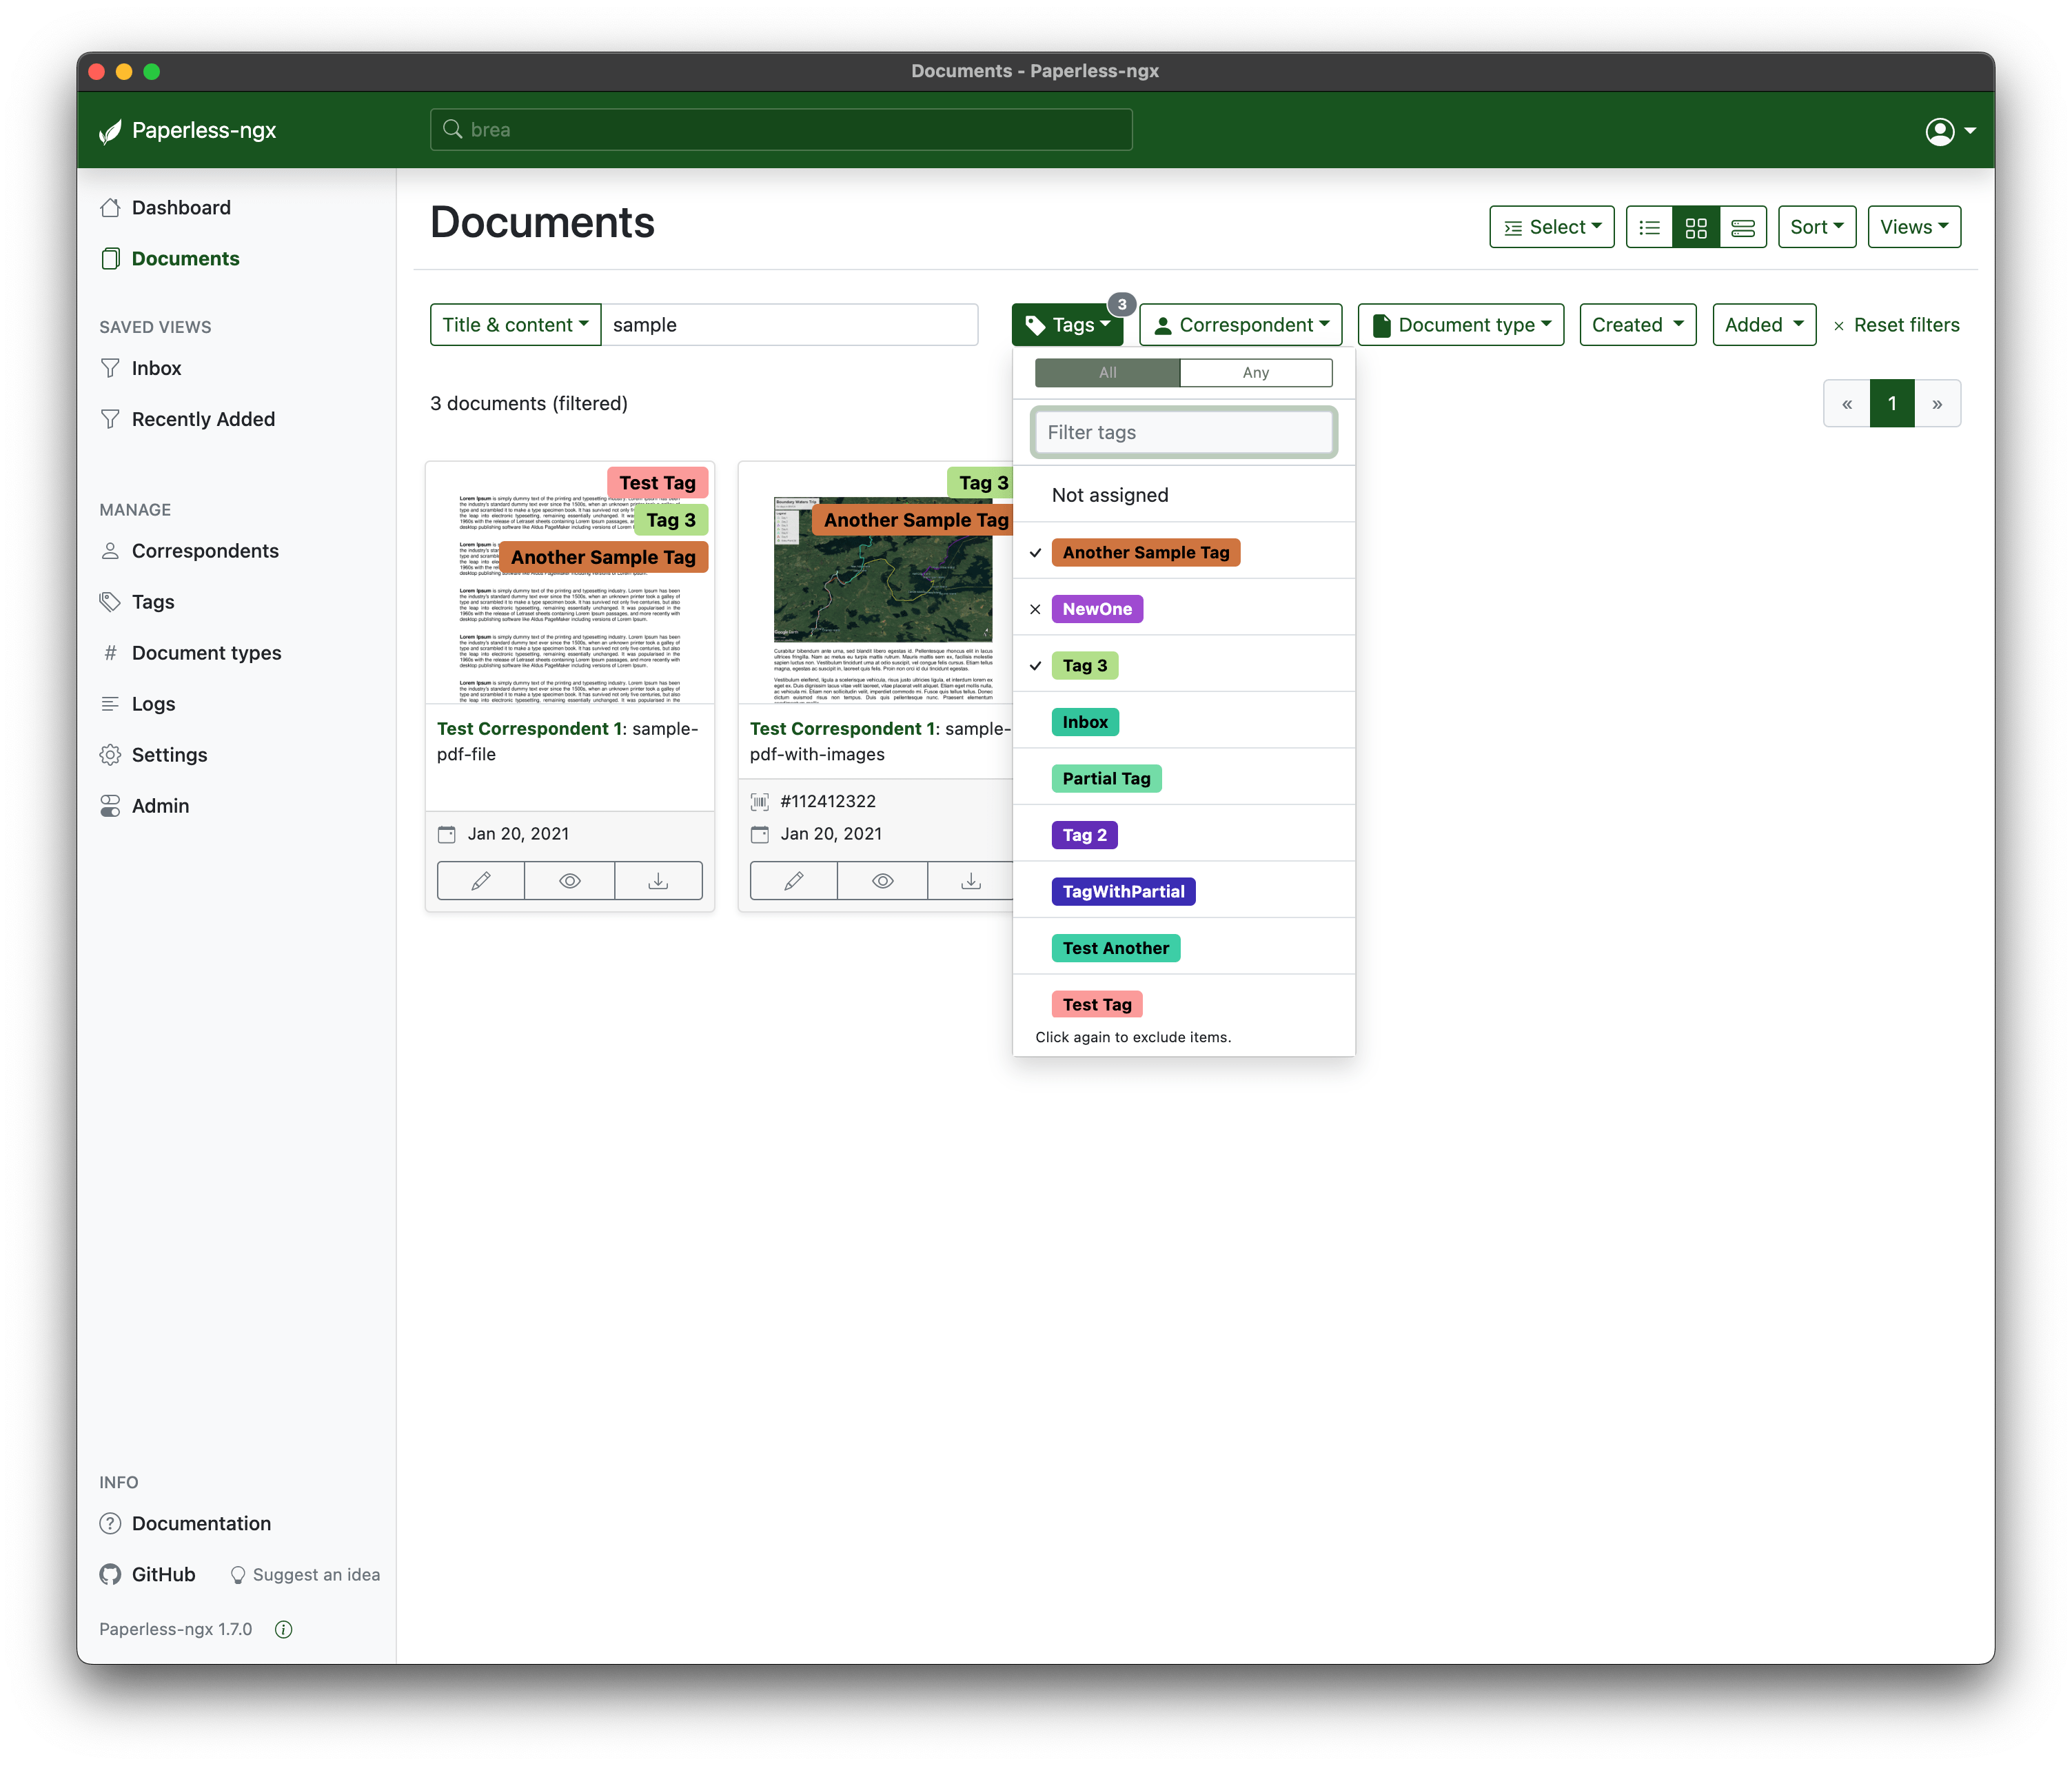 Documents - Paperless-ngx
Paperless-ngx
brea
Dashboard
Documents
SAVED VIEWS
Inbox
Recently Added
MANAGE
Correspondents
Tags
Document types
Logs
Settings
Admin
INFO
Documentation
GitHub
Suggest an idea
Paperless-ngx 1.7.0
Documents
Select
Sort
Views
Title & content
sample
Tags
3
Correspondent
Document type
Created
Added
Reset filters
3 documents (filtered)
«
1
»
Test Tag
Tag 3
Another Sample Tag
Test Correspondent 1: sample-
pdf-file
Jan 20, 2021
Tag 3
Another Sample Tag
Test Correspondent 1: sample-
pdf-with-images
#112412322
Jan 20, 2021
All
Any
Filter tags
Not assigned
Another Sample Tag
NewOne
Tag 3
Inbox
Partial Tag
Tag 2
TagWithPartial
Test Another
Test Tag
Click again to exclude items.